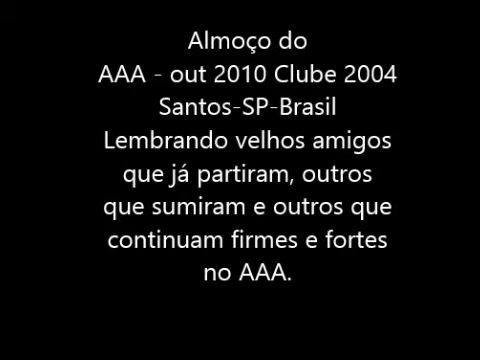 Almoço do
AAA - out 2010 Clube 2004
Santos-SP-Brasil
Lembrando velhos amigos
que já partiram, outros
que sumiram e outros que
continuam firmes e fortes
no AAA.